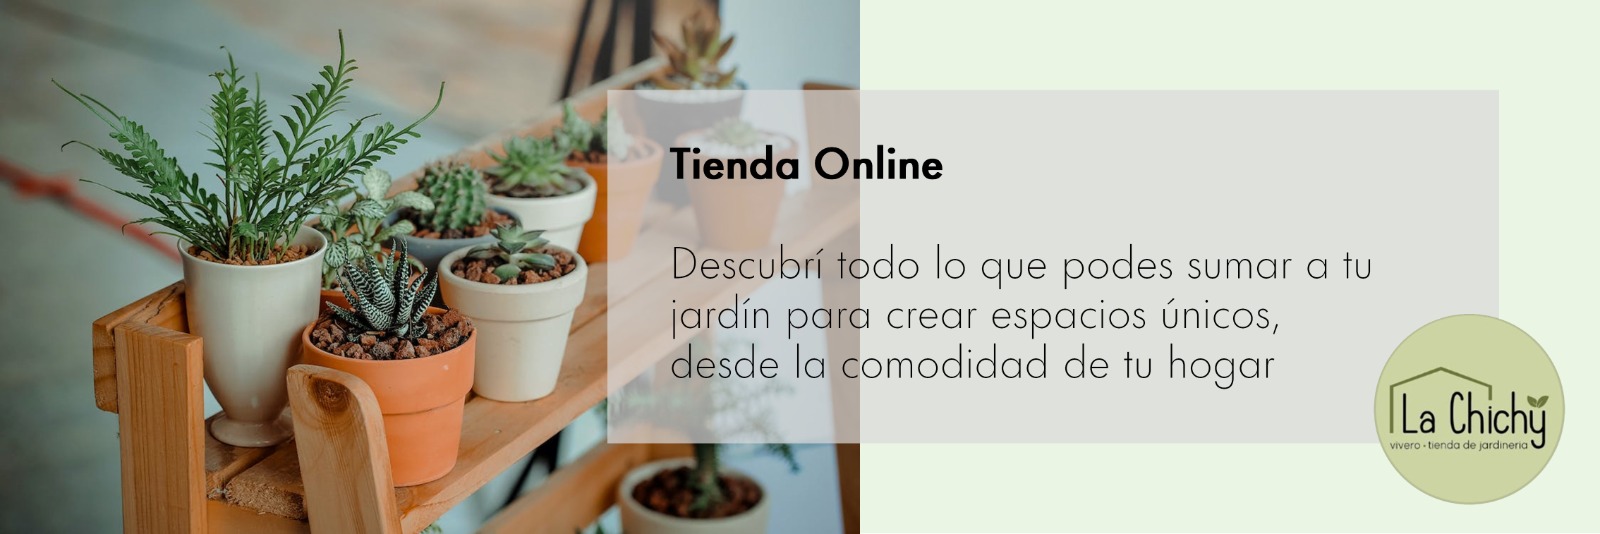 Tienda Online
Descubrí todo lo que podes sumar a tu
jardín para crear espacios únicos,
desde la comodidad de tu hogar
La Chichy
vivero • tienda de jardineria